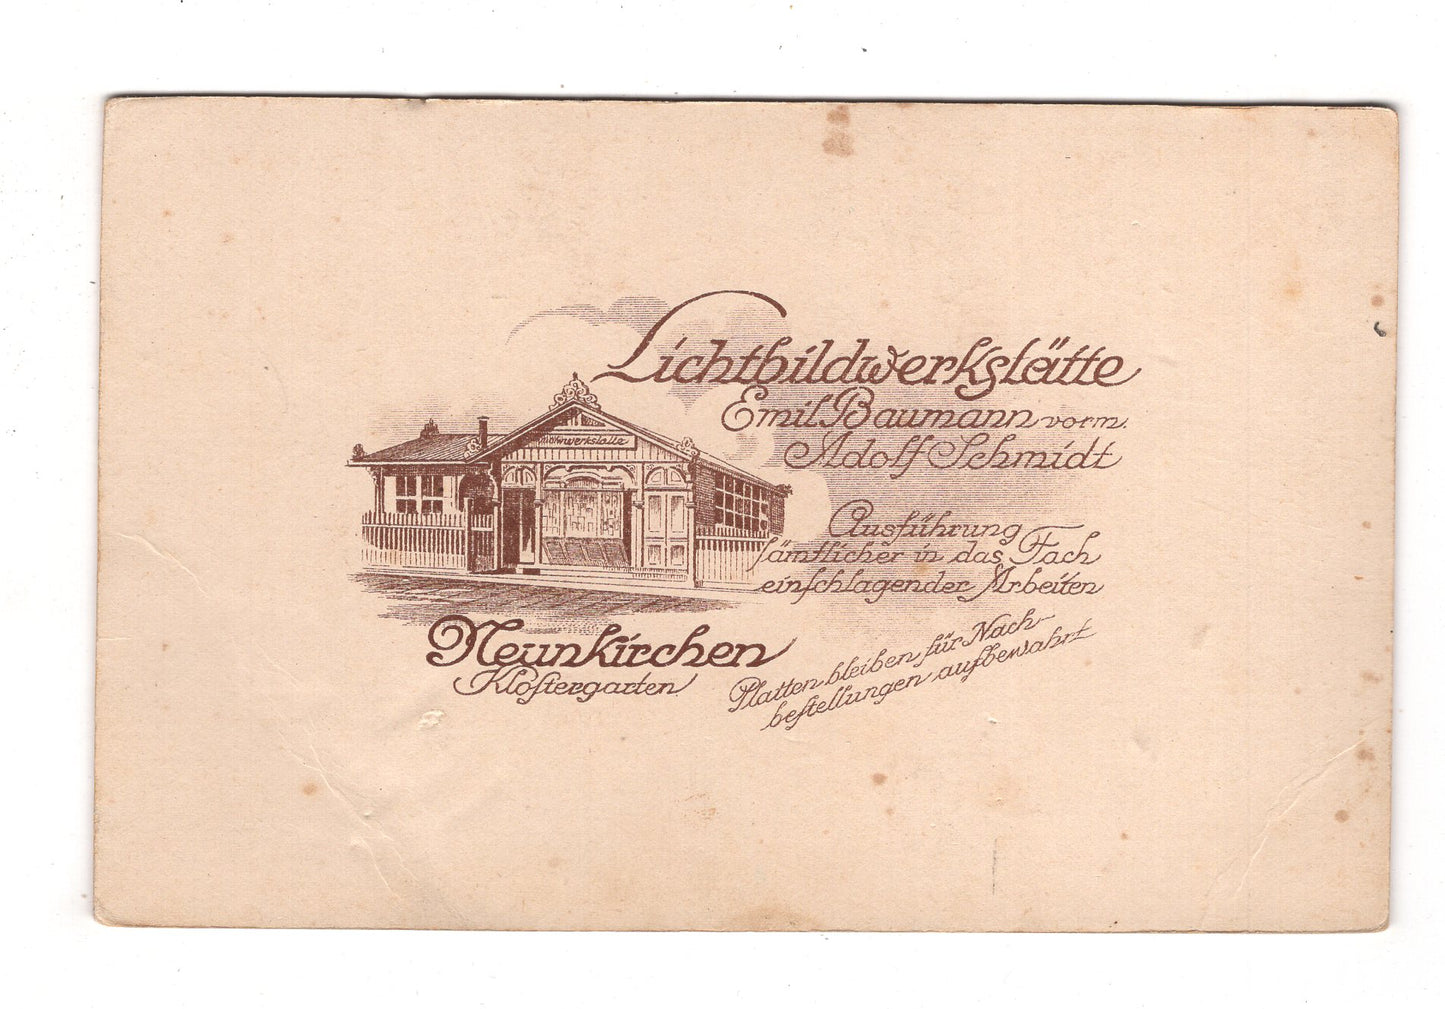 Lichtbildwerkstätte
Emil Baumann vorm.
Adolf Schmidt
Ausführung
sämtlicher in das Fach
einschlagender Arbeiten
Neunkirchen
Klostergarten
Platten bleiben für Nach-
bestellungen aufbewahrt